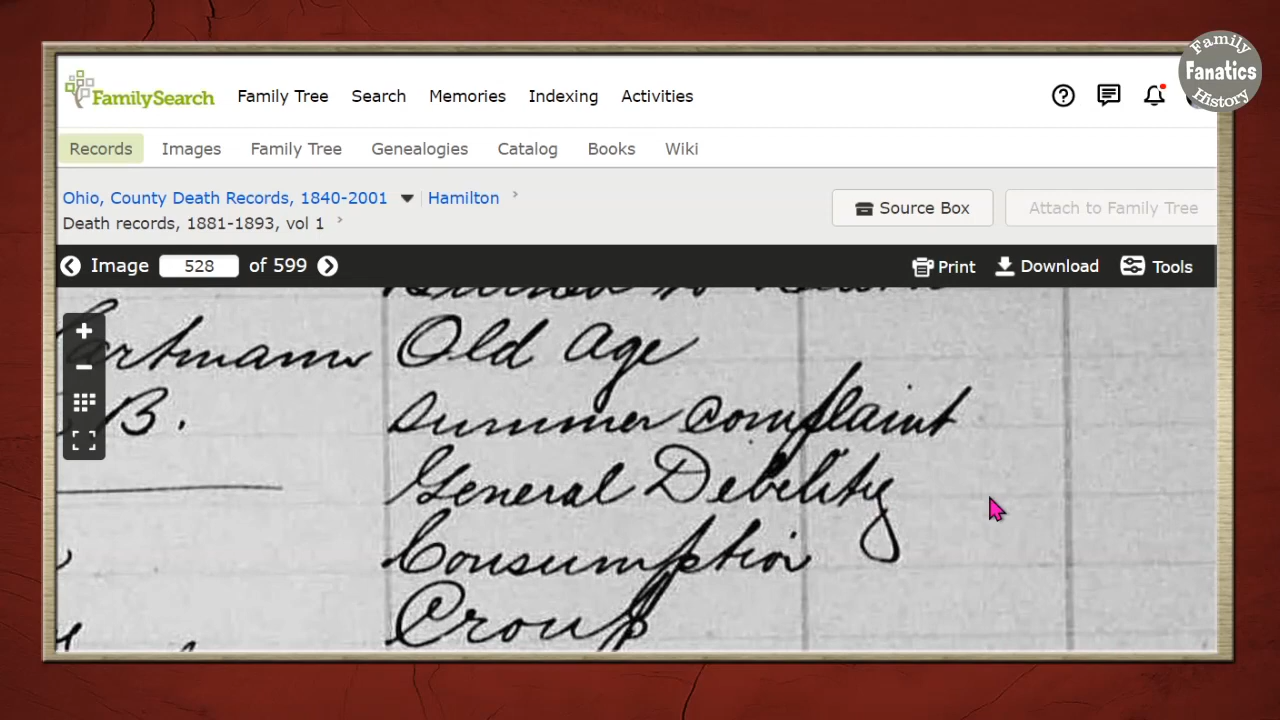 Family Fanatics History
FamilySearch Family Tree Search Memories Indexing Activities
Records Images Family Tree Genealogies Catalog Books Wiki
Ohio, County Death Records, 1840-2001 Hamilton
Death records, 1881-1893, vol 1
Source Box Attach to Family Tree
Image 528 of 599 Print Download Tools
artmann Old Age
B. Summer Complaint
General Debility
Consumption
Croup